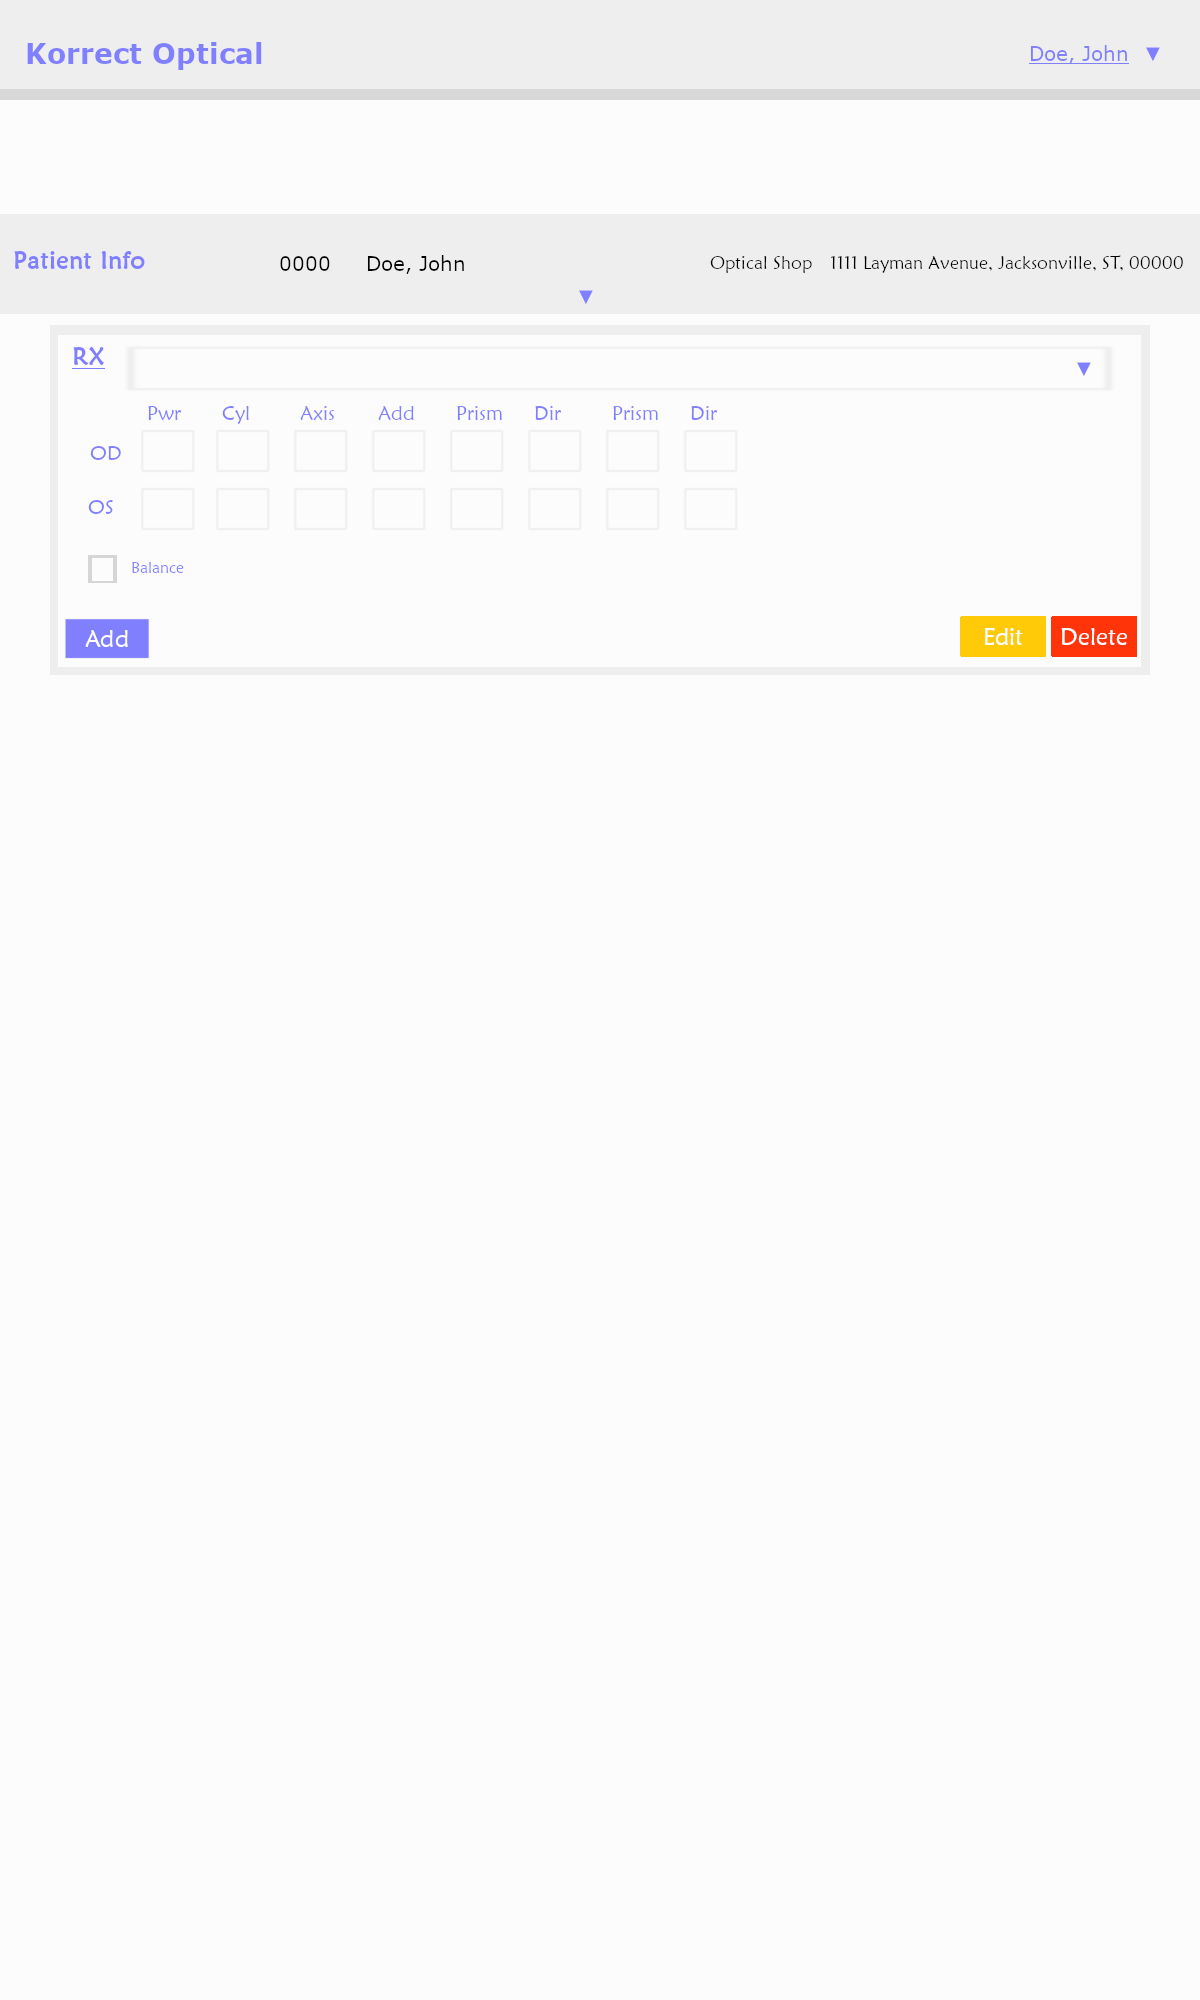 Korrect Optical
Doe, John ▼
Patient Info 0000 Doe, John Optical Shop 1111 Layman Avenue, Jacksonville, ST, 00000
▼
RX ▼
Pwr Cyl Axis Add Prism Dir Prism Dir
OD
OS
Balance
Add Edit Delete